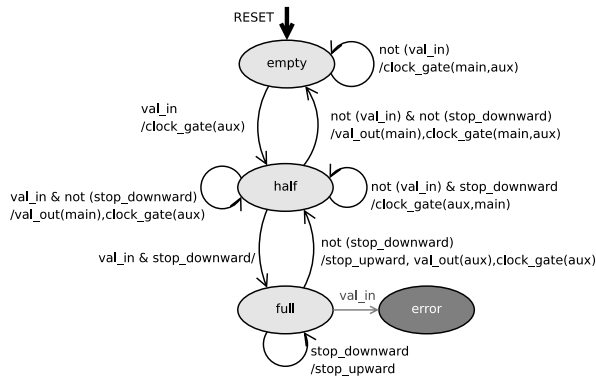 RESET
empty
not (val_in)
/clock_gate(main,aux)
val_in
/clock_gate(aux)
not (val_in) & not (stop_downward)
/val_out(main),clock_gate(main,aux)
val_in & not (stop_downward)
/val_out(main),clock_gate(aux)
half
not (val_in) & stop_downward
/clock_gate(aux,main)
val_in & stop_downward/
not (stop_downward)
/stop_upward, val_out(aux),clock_gate(aux)
full
val_in
error
stop_downward
/stop_upward